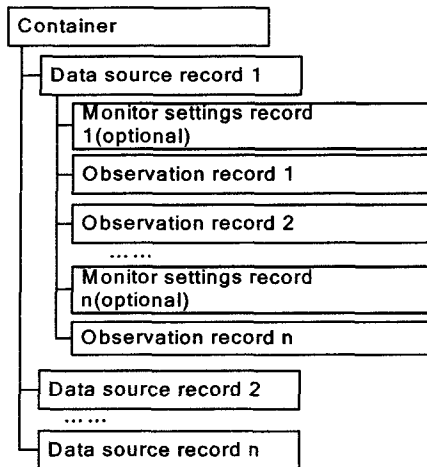 Container
Data source record 1
Monitor settings record
1(optional)
Observation record 1
Observation record 2
... ...
Monitor settings record
n(optional)
Observation record n
Data source record 2
... ...
Data source record n